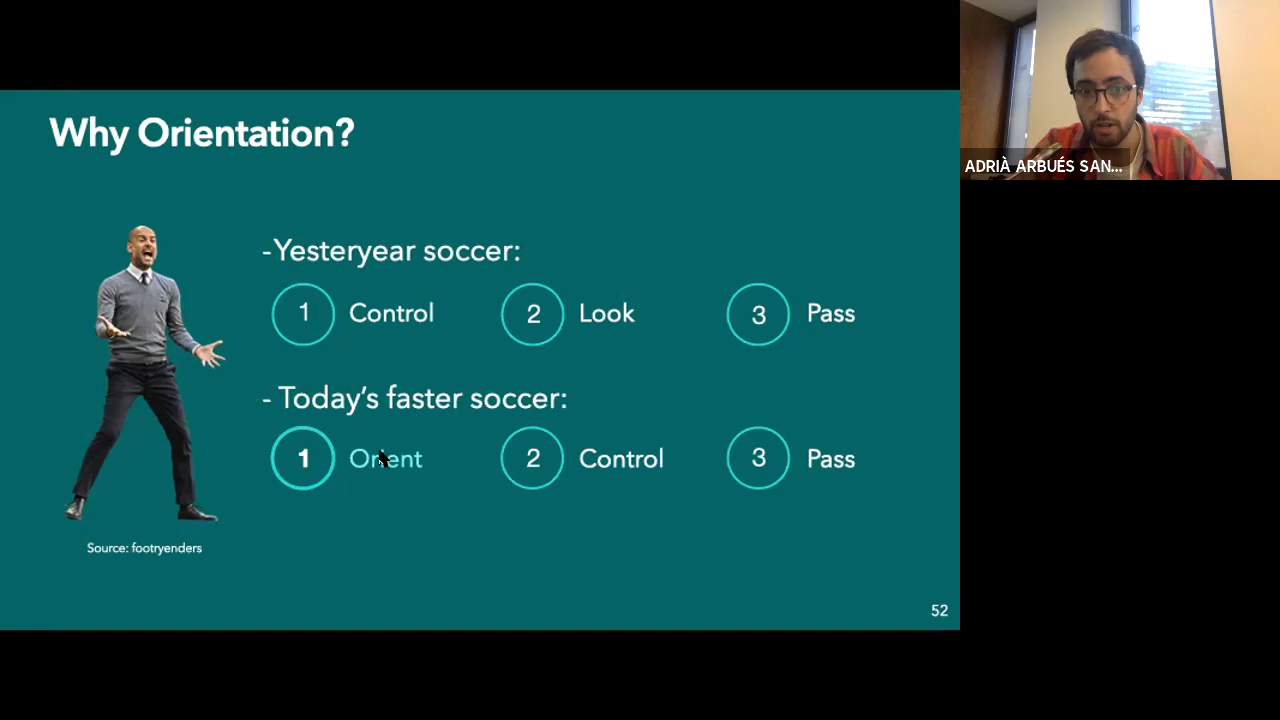 Why Orientation?
ADRIÀ ARBUÉS SAN...
-Yesteryear soccer:
1 Control 2 Look 3 Pass
- Today's faster soccer:
1 Orient 2 Control 3 Pass
Source: footryenders
52